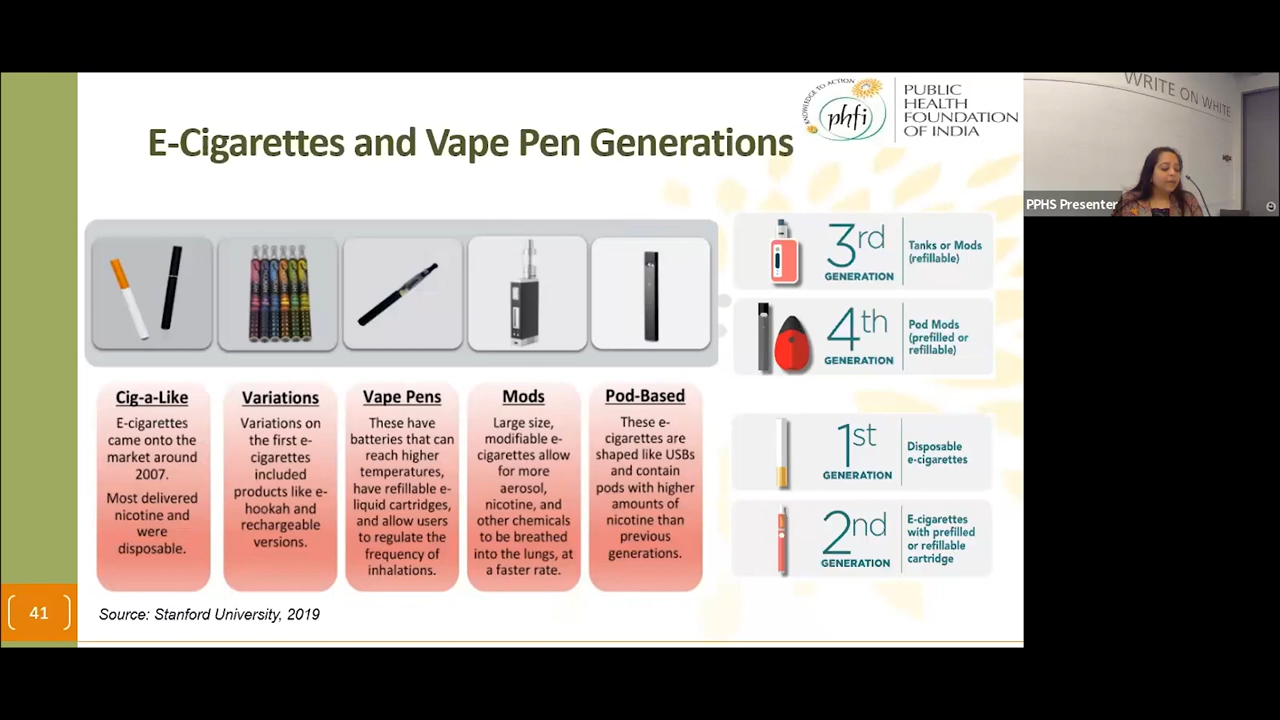 E-Cigarettes and Vape Pen Generations
KNOWLEDGE TO ACTION
phfi
PUBLIC
HEALTH
FOUNDATION
OF INDIA
WRITE ON WHITE
PPHS Presenter
Cig-a-Like
E-cigarettes
came onto the
market around
2007.
Most delivered
nicotine and
were
disposable.
Variations
Variations on
the first e-
cigarettes
included
products like e-
hookah and
rechargeable
versions.
Vape Pens
These have
batteries that can
reach higher
temperatures,
have refillable e-
liquid cartridges,
and allow users
to regulate the
frequency of
inhalations.
Mods
Large size,
modifiable e-
cigarettes allow
for more
aerosol,
nicotine, and
other chemicals
to be breathed
into the lungs, at
a faster rate.
Pod-Based
These e-
cigarettes are
shaped like USBs
and contain
pods with higher
amounts of
nicotine than
previous
generations.
3rd
GENERATION
Tanks or Mods
(refillable)
4th
GENERATION
Pod Mods
(prefilled or
refillable)
1st
GENERATION
Disposable
e-cigarettes
2nd
GENERATION
E-cigarettes
with prefilled
or refillable
cartridge
41
Source: Stanford University, 2019